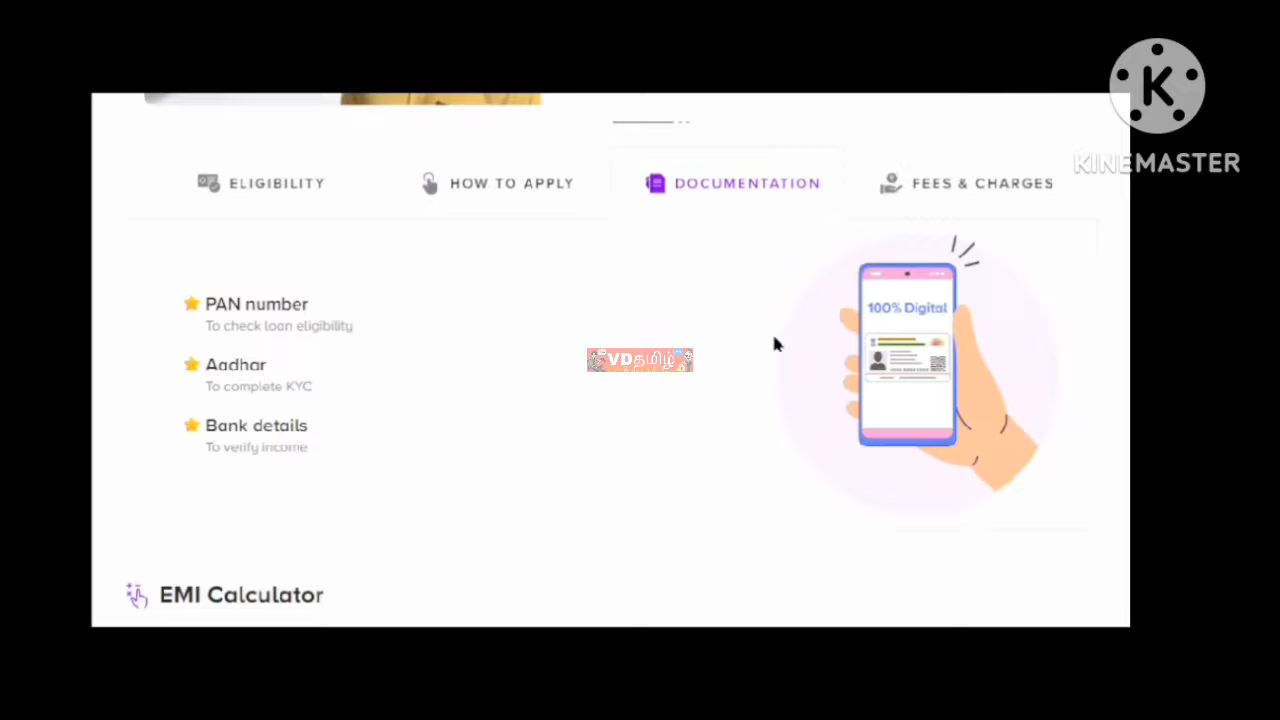 K
KINEMASTER
ELIGIBILITY
HOW TO APPLY
DOCUMENTATION
FEES & CHARGES
100% Digital
PAN number
To check loan eligibility
VDதமிழ்
Aadhar
To complete KYC
Bank details
To verify income
EMI Calculator